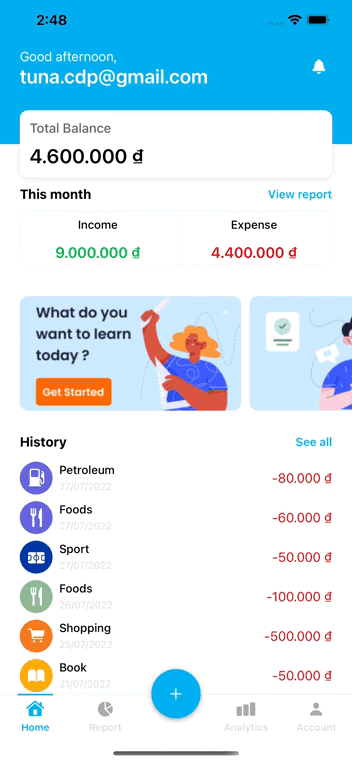 2:48
Good afternoon,
tuna.cdp@gmail.com
Total Balance
4.600.000 ₫
This month
View report
Income
Expense
9.000.000 ₫
4.400.000 ₫
What do you
want to learn
today ?
Get Started
History
See all
Petroleum
-80.000 ₫
27/07/2022
Foods
-60.000 ₫
27/07/2022
Sport
-50.000 ₫
27/07/2022
Foods
-100.000 ₫
26/07/2022
Shopping
-500.000 ₫
25/07/2022
Book
-50.000 ₫
21/07/2022
+
Home
Report
Analytics
Account